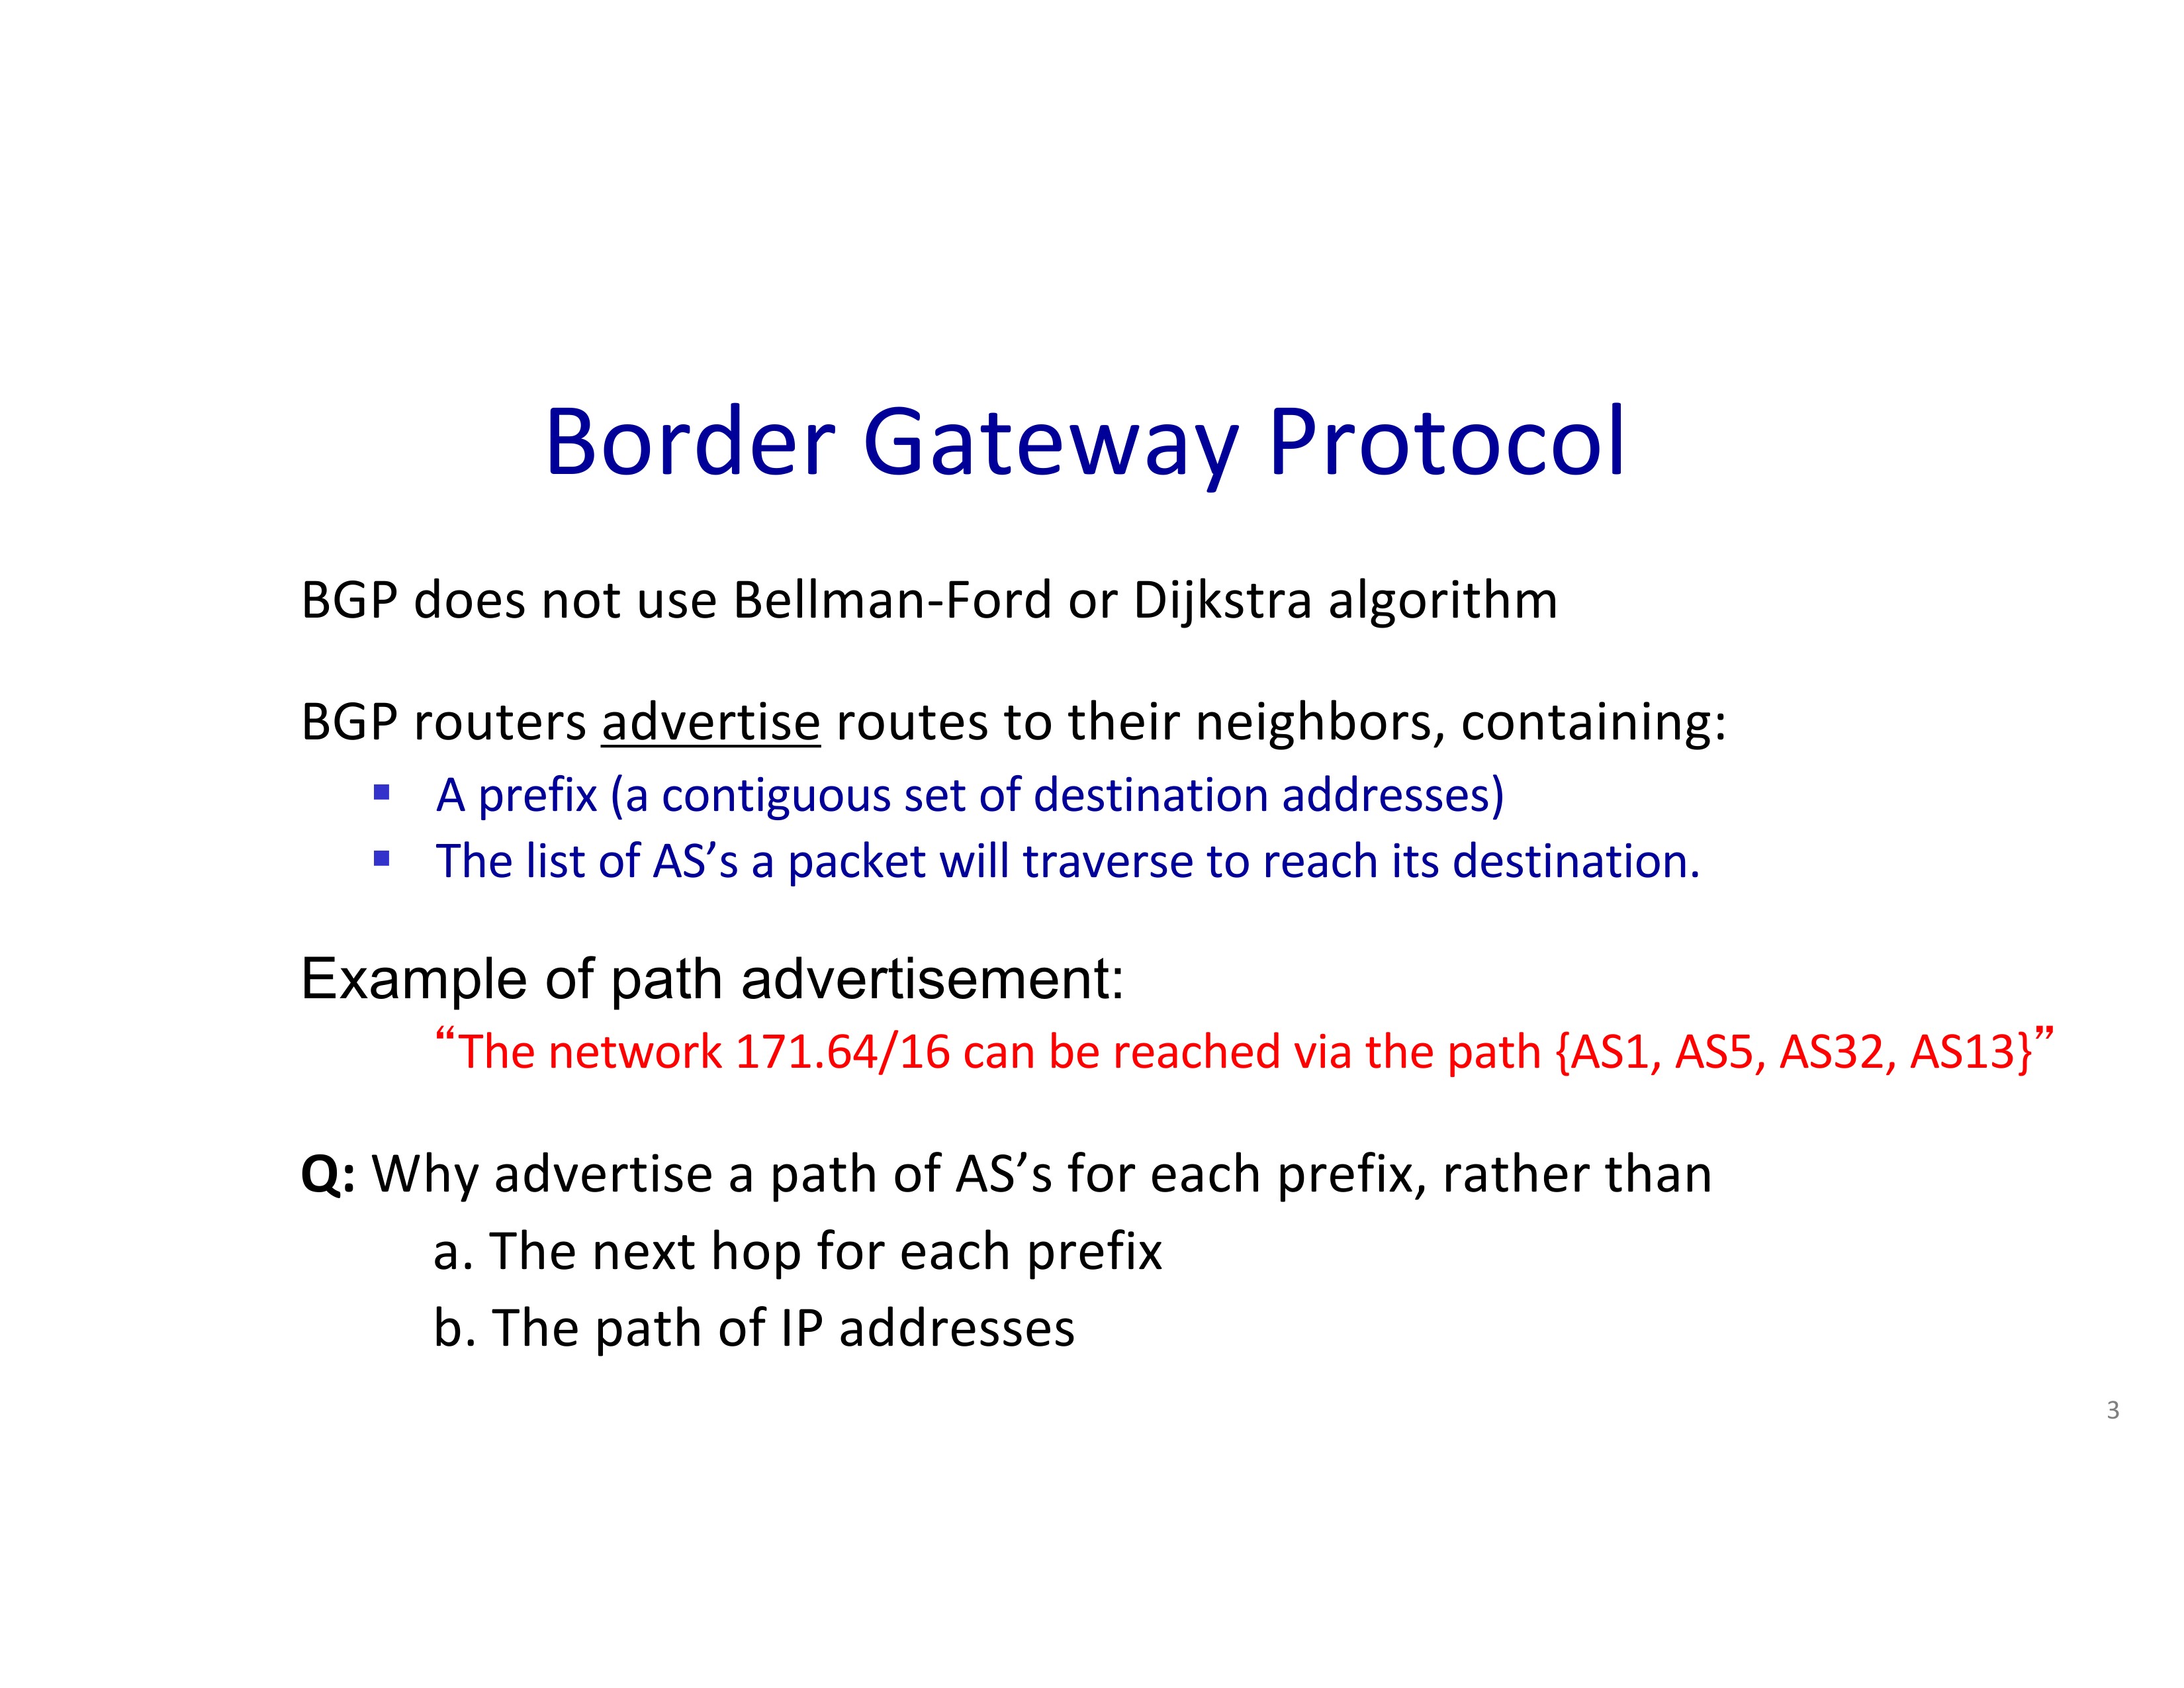 Border Gateway Protocol
BGP does not use Bellman-Ford or Dijkstra algorithm
BGP routers advertise routes to their neighbors, containing:
▪ A prefix (a contiguous set of destination addresses)
▪ The list of AS’s a packet will traverse to reach its destination.
Example of path advertisement:
“The network 171.64/16 can be reached via the path {AS1, AS5, AS32, AS13}”
Q: Why advertise a path of AS’s for each prefix, rather than
a. The next hop for each prefix
b. The path of IP addresses
3